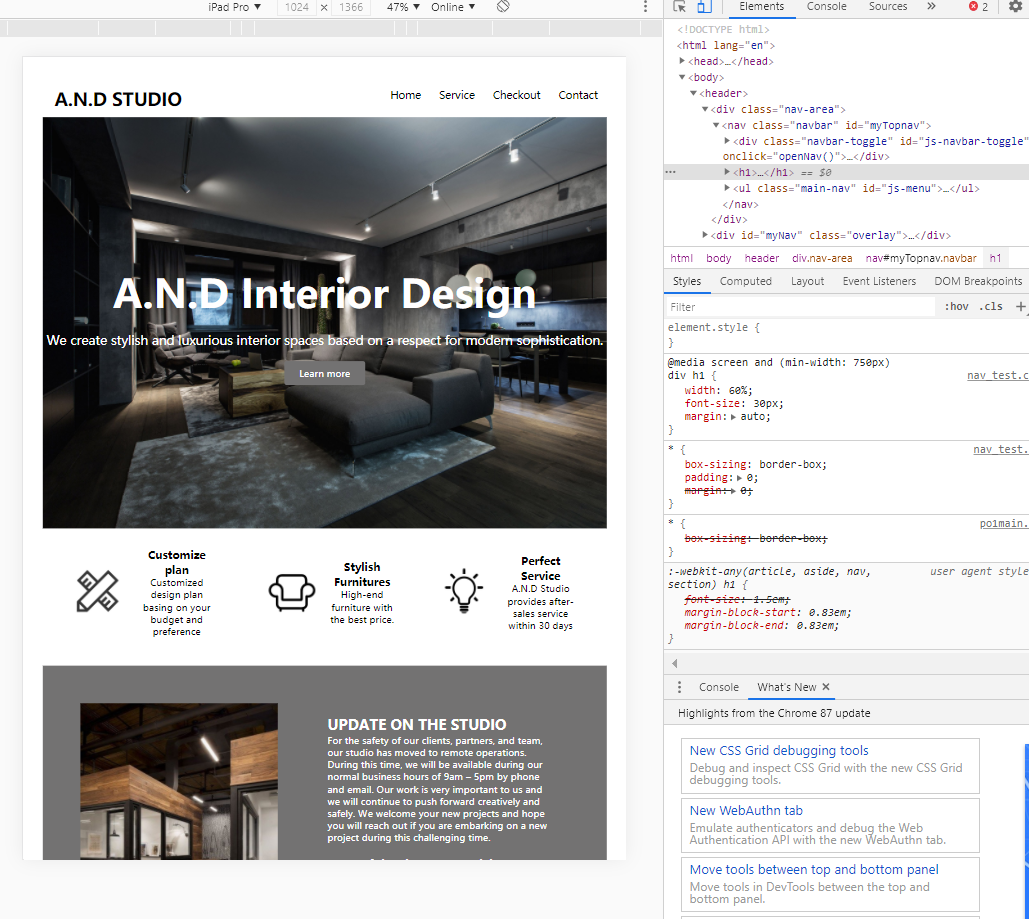 iPad Pro ▼ 1024 × 1366 47% ▼ Online ▼
Elements Console Sources » 2
A.N.D STUDIO
Home Service Checkout Contact
A.N.D Interior Design
We create stylish and luxurious interior spaces based on a respect for modern sophistication.
Learn more
Customize
plan
Customized
design plan
basing on your
budget and
preference
Stylish
Furnitures
High-end
furniture with
the best price.
Perfect
Service
A.N.D Studio
provides after-
sales service
within 30 days
UPDATE ON THE STUDIO
For the safety of our clients, partners, and team,
our studio has moved to remote operations.
During this time, we will be available during our
normal business hours of 9am – 5pm by phone
and email. Our work is very important to us and
we will continue to push forward creatively and
safely. We welcome your new projects and hope
you will reach out if you are embarking on a new
project during this challenging time.
<!DOCTYPE html>
<html lang="en">
▶<head>…</head>
▼<body>
▼<header>
▼<div class="nav-area">
▼<nav class="navbar" id="myTopnav">
▶<div class="navbar-toggle" id="js-navbar-toggle"
onclick="openNav()">…</div>
… ▶<h1>…</h1> == $0
▶<ul class="main-nav" id="js-menu">…</ul>
</nav>
</div>
▶<div id="myNav" class="overlay">…</div>
html body header div.nav-area nav#myTopnav.navbar h1
Styles Computed Layout Event Listeners DOM Breakpoints
Filter :hov .cls +
element.style {
}
@media screen and (min-width: 750px)
div h1 { nav_test.c
width: 60%;
font-size: 30px;
margin:▶ auto;
}
* { nav_test.
box-sizing: border-box;
padding:▶ 0;
margin:▶ 0;
}
* { po1main.
box-sizing: border-box;
}
:-webkit-any(article, aside, nav, user agent style
section) h1 {
font-size: 1.5em;
margin-block-start: 0.83em;
margin-block-end: 0.83em;
}
Console What's New ×
Highlights from the Chrome 87 update
New CSS Grid debugging tools
Debug and inspect CSS Grid with the new CSS Grid
debugging tools.
New WebAuthn tab
Emulate authenticators and debug the Web
Authentication API with the new WebAuthn tab.
Move tools between top and bottom panel
Move tools in DevTools between the top and
bottom panel.